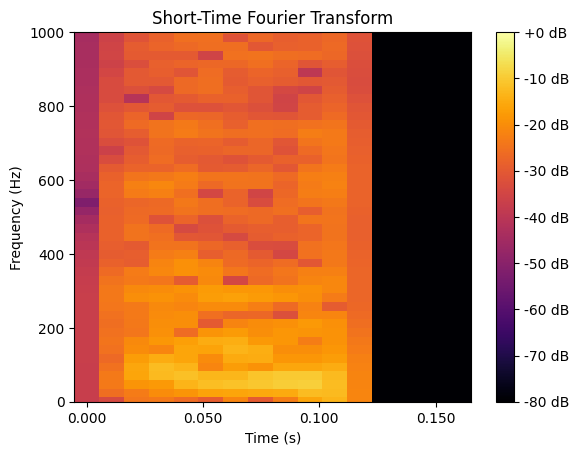 Short-Time Fourier Transform
Frequency (Hz)
1000
800
600
400
200
0
0.000
0.050
0.100
0.150
Time (s)
+0 dB
-10 dB
-20 dB
-30 dB
-40 dB
-50 dB
-60 dB
-70 dB
-80 dB